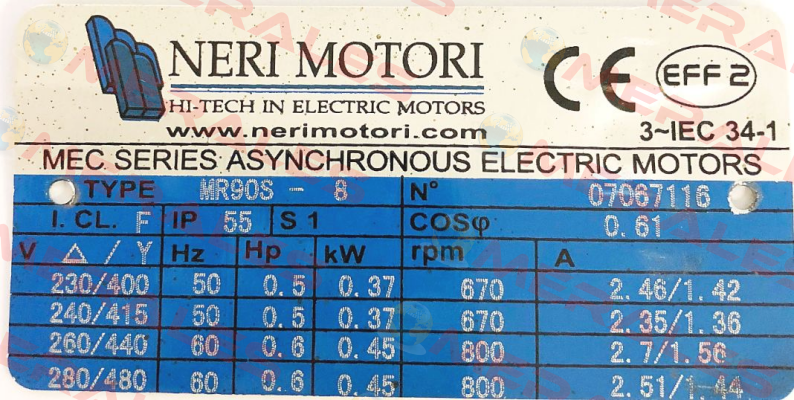 NERI MOTORI
HI-TECH IN ELECTRIC MOTORS
www.nerimotori.com
CE
EFF 2
3~IEC 34-1
MEC SERIES ASYNCHRONOUS ELECTRIC MOTORS
TYPE MR90S - 8 N° 07067116
I. CL. F IP 55 S 1 COSφ 0.61
V Δ / Y Hz Hp kW rpm A
230/400 50 0.5 0.37 670 2.46/1.42
240/415 50 0.5 0.37 670 2.35/1.36
260/440 60 0.6 0.45 800 2.7/1.56
280/480 60 0.6 0.45 800 2.51/1.44